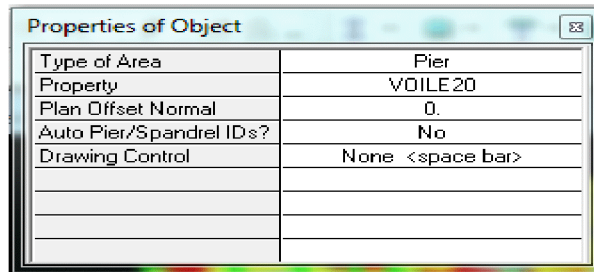 Properties of Object
Type of Area Pier
Property VOILE20
Plan Offset Normal 0.
Auto Pier/Spandrel IDs? No
Drawing Control None <space bar>